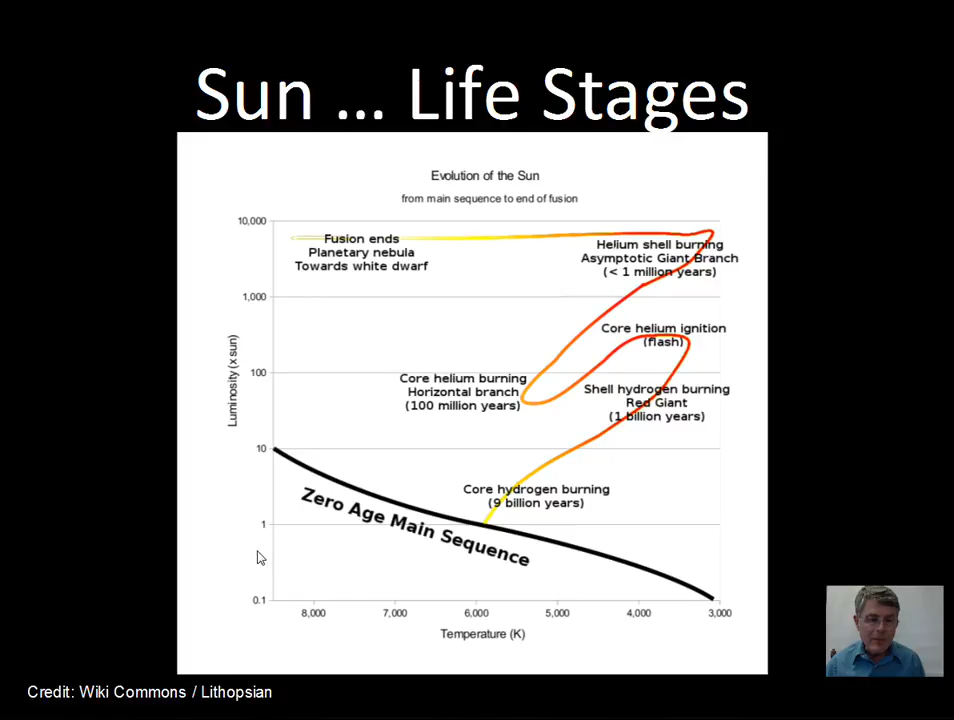 Sun ... Life Stages
Evolution of the Sun
from main sequence to end of fusion
10,000
Fusion ends
Planetary nebula
Towards white dwarf
Helium shell burning
Asymptotic Giant Branch
(< 1 million years)
1,000
Core helium ignition
(flash)
Luminosity (x sun)
100
Core helium burning
Horizontal branch
(100 million years)
Shell hydrogen burning
Red Giant
(1 billion years)
10
Core hydrogen burning
(9 billion years)
Zero Age Main Sequence
1
0.1
8,000 7,000 6,000 5,000 4,000 3,000
Temperature (K)
Credit: Wiki Commons / Lithopsian